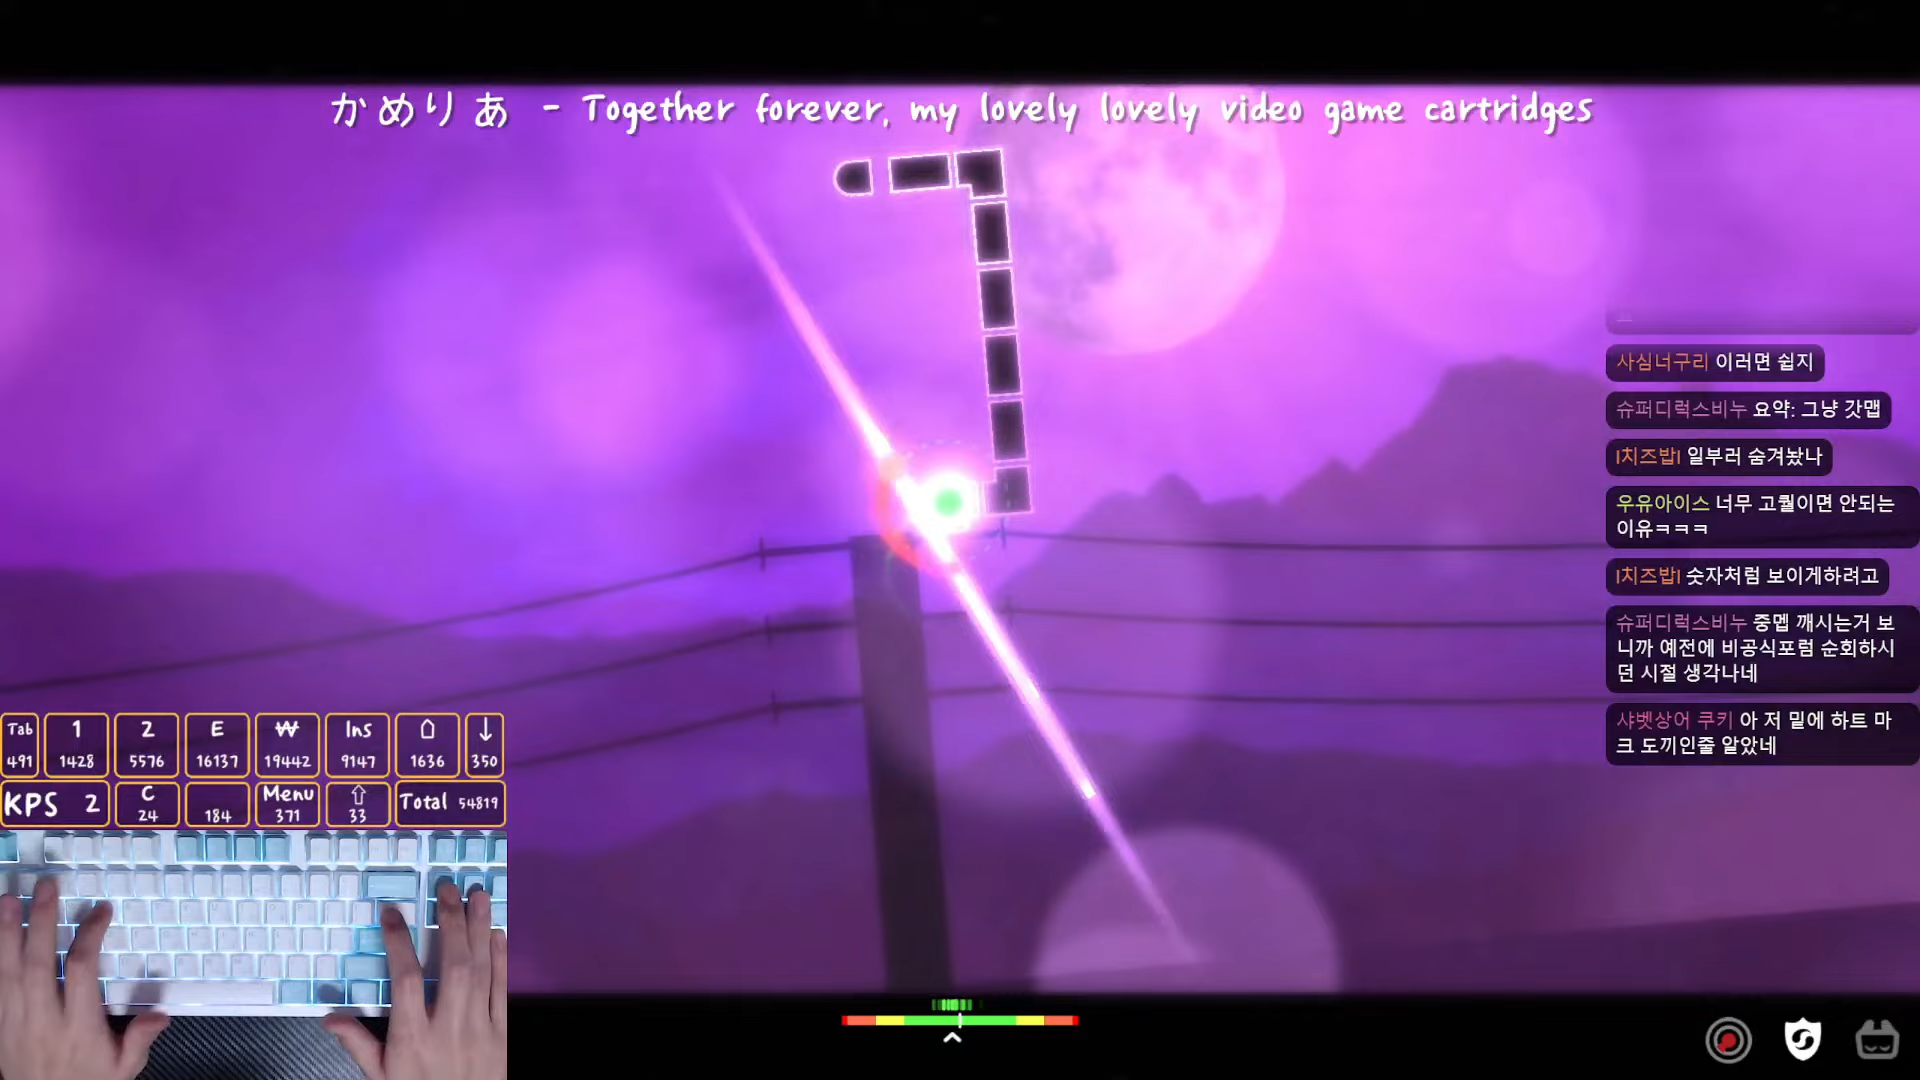 かめりあ - Together forever, my lovely lovely video game cartridges
사심너구리 이러면 쉽지
슈퍼디럭스비누 요약: 그냥 갓맵
I치즈밥I 일부러 숨겨놨나
우유아이스 너무 고퀄이면 안되는
이유ㅋㅋㅋ
I치즈밥I 숫자처럼 보이게하려고
슈퍼디럭스비누 중멥 깨시는거 보
니까 예전에 비공식포럼 순회하시
던 시절 생각나네
샤벳상어 쿠키 아 저 밑에 하트 마
크 도끼인줄 알았네
Tab 1 2 E ₩ Ins ⇧ ↓
491 1428 5576 16137 19442 9147 1636 350
KPS 2 C Menu ⇧ Total 54819
24 184 371 33